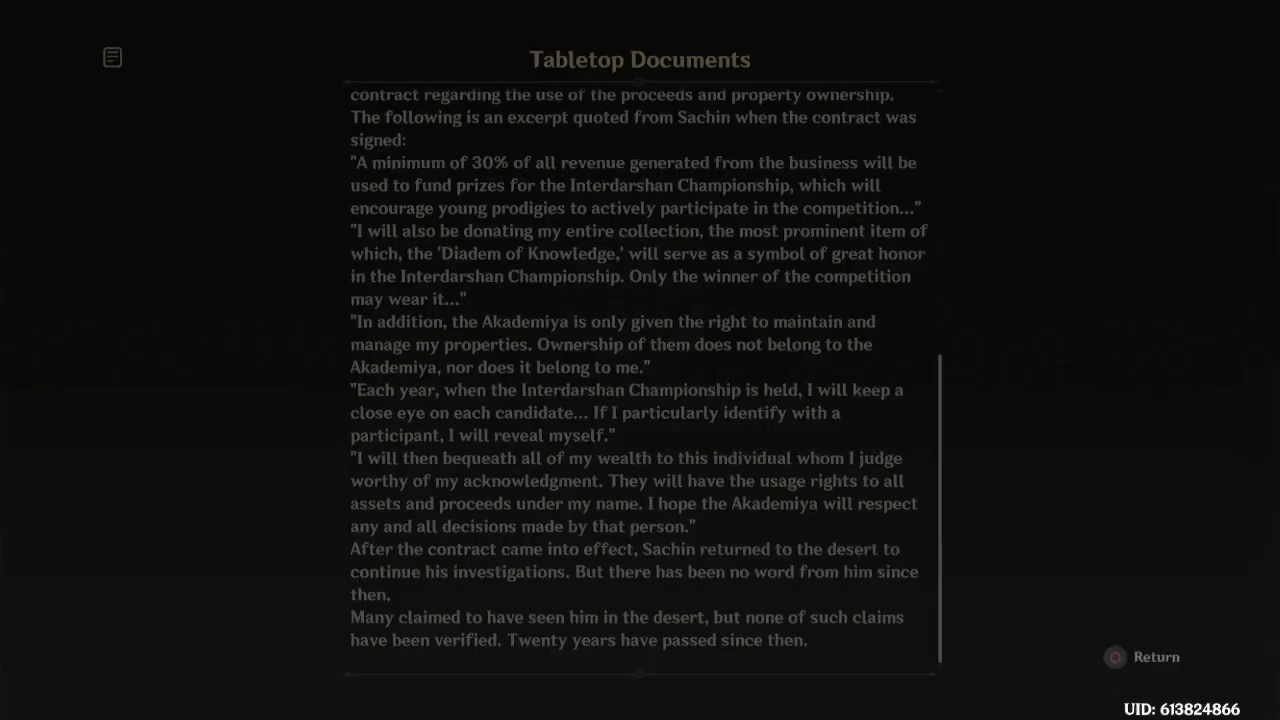 Tabletop Documents
contract regarding the use of the proceeds and property ownership.
The following is an excerpt quoted from Sachin when the contract was
signed:
"A minimum of 30% of all revenue generated from the business will be
used to fund prizes for the Interdarshan Championship, which will
encourage young prodigies to actively participate in the competition..."
"I will also be donating my entire collection, the most prominent item of
which, the 'Diadem of Knowledge,' will serve as a symbol of great honor
in the Interdarshan Championship. Only the winner of the competition
may wear it..."
"In addition, the Akademiya is only given the right to maintain and
manage my properties. Ownership of them does not belong to the
Akademiya, nor does it belong to me."
"Each year, when the Interdarshan Championship is held, I will keep a
close eye on each candidate... If I particularly identify with a
participant, I will reveal myself."
"I will then bequeath all of my wealth to this individual whom I judge
worthy of my acknowledgment. They will have the usage rights to all
assets and proceeds under my name. I hope the Akademiya will respect
any and all decisions made by that person."
After the contract came into effect, Sachin returned to the desert to
continue his investigations. But there has been no word from him since
then.
Many claimed to have seen him in the desert, but none of such claims
have been verified. Twenty years have passed since then.
Return
UID: 613824866